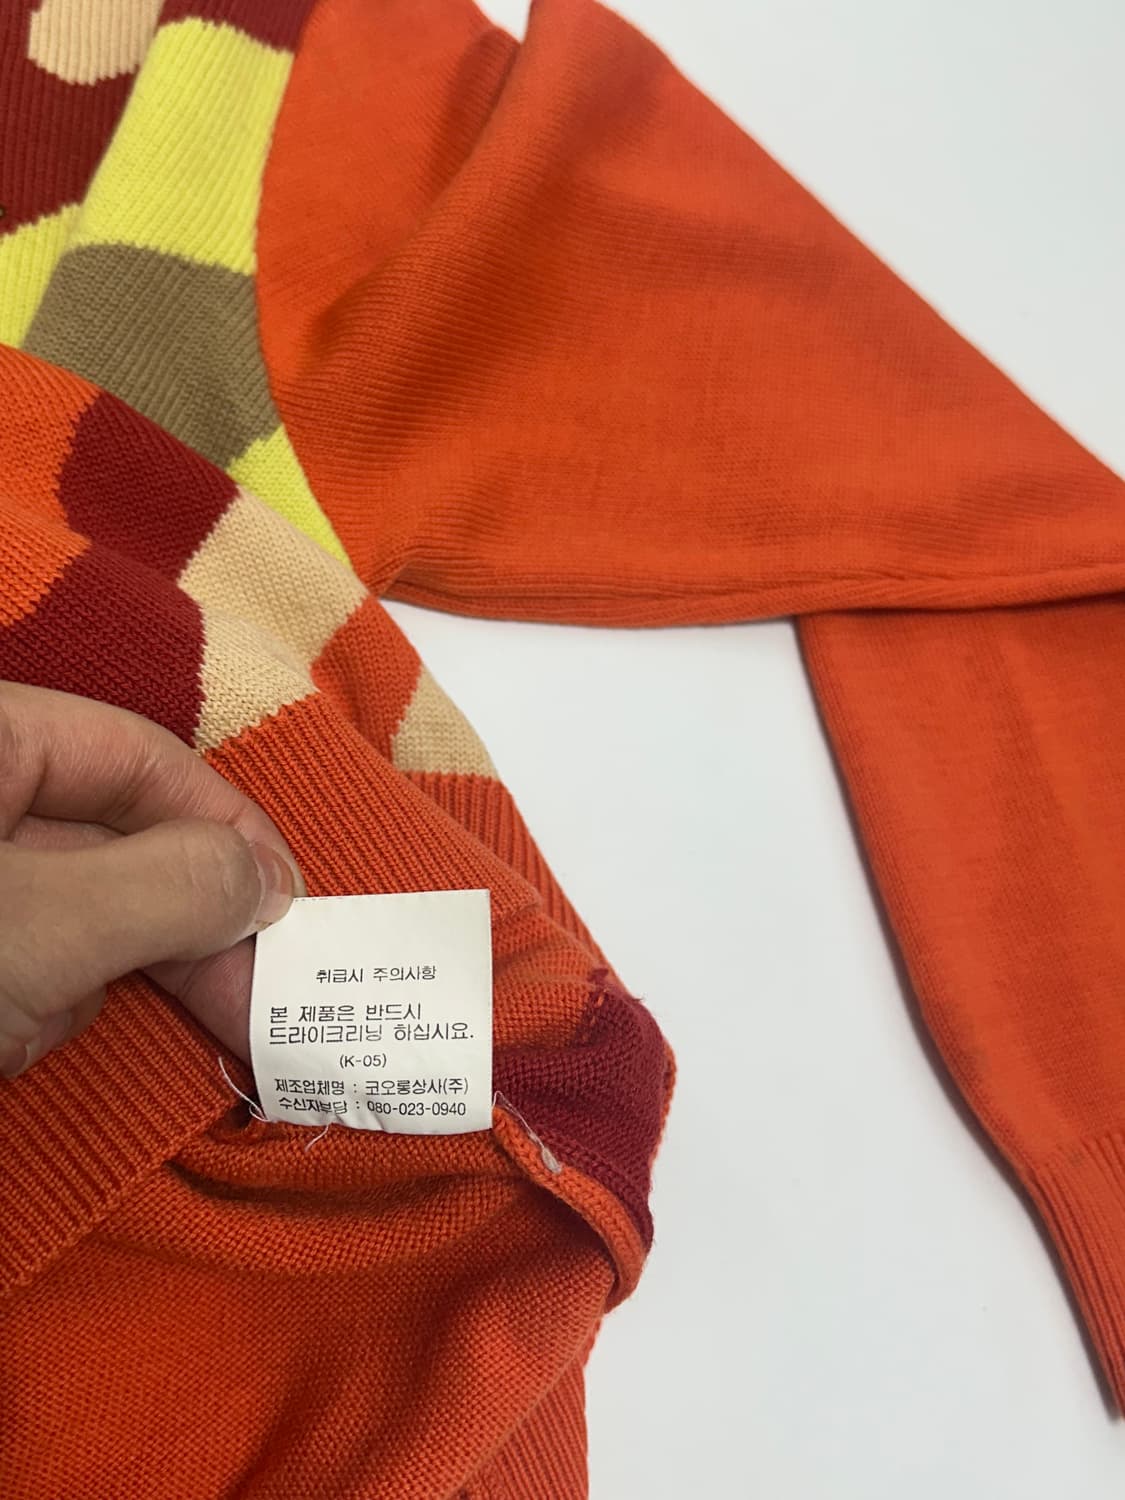 취급시 주의사항
본 제품은 반드시
드라이크리닝 하십시요.
(K-05)
제조업체명 : 코오롱상사(주)
수신자부담 : 080-023-0940